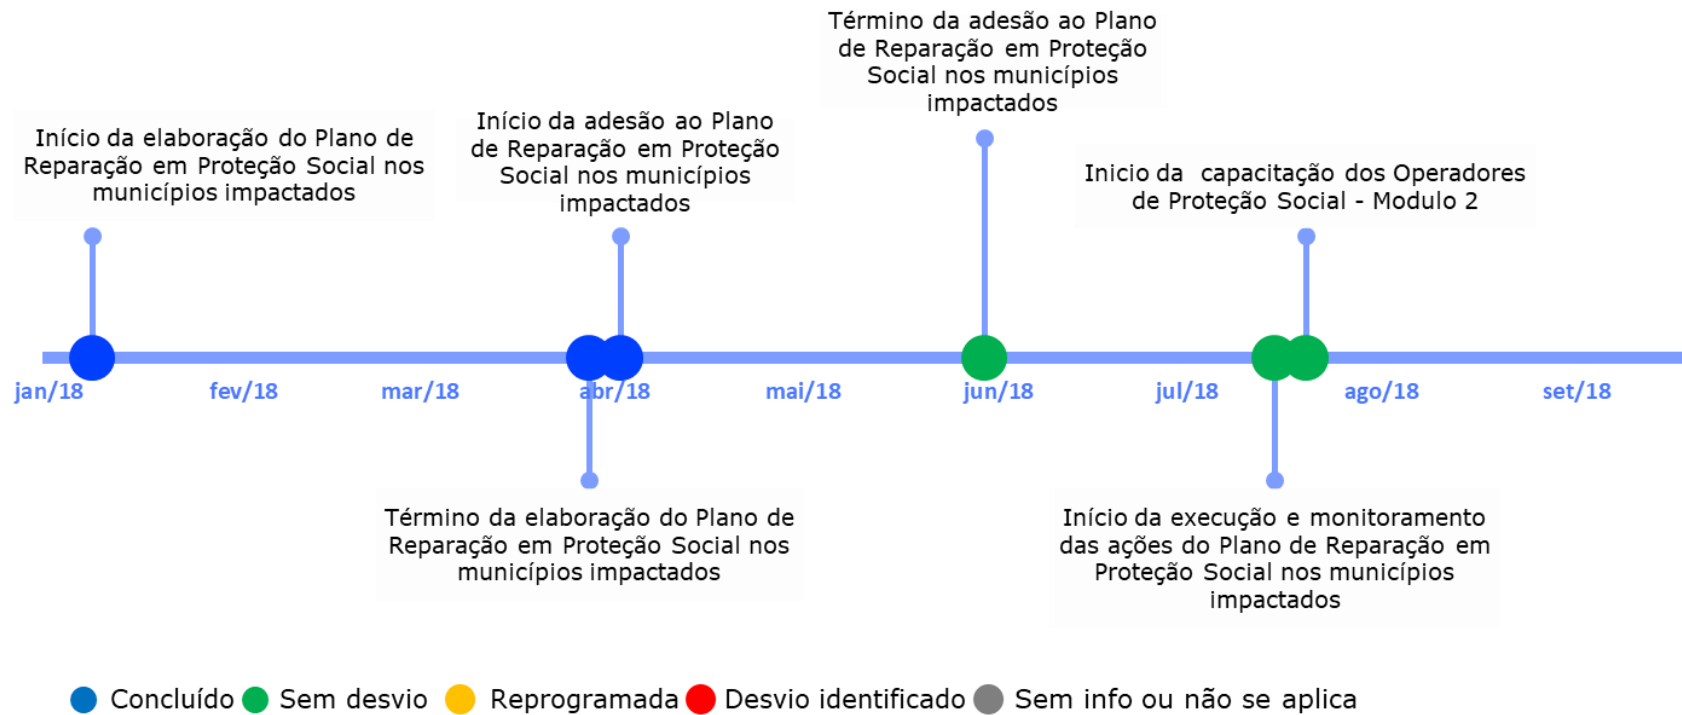 Término da adesão ao Plano
de Reparação em Proteção
Social nos municípios
impactados
Início da elaboração do Plano de
Reparação em Proteção Social nos
municípios impactados
Início da adesão ao Plano
de Reparação em Proteção
Social nos municípios
impactados
Inicio da capacitação dos Operadores
de Proteção Social - Modulo 2
jan/18 fev/18 mar/18 abr/18 mai/18 jun/18 jul/18 ago/18 set/18
Término da elaboração do Plano de
Reparação em Proteção Social nos
municípios impactados
Início da execução e monitoramento
das ações do Plano de Reparação em
Proteção Social nos municípios
impactados
Concluído Sem desvio Reprogramada Desvio identificado Sem info ou não se aplica